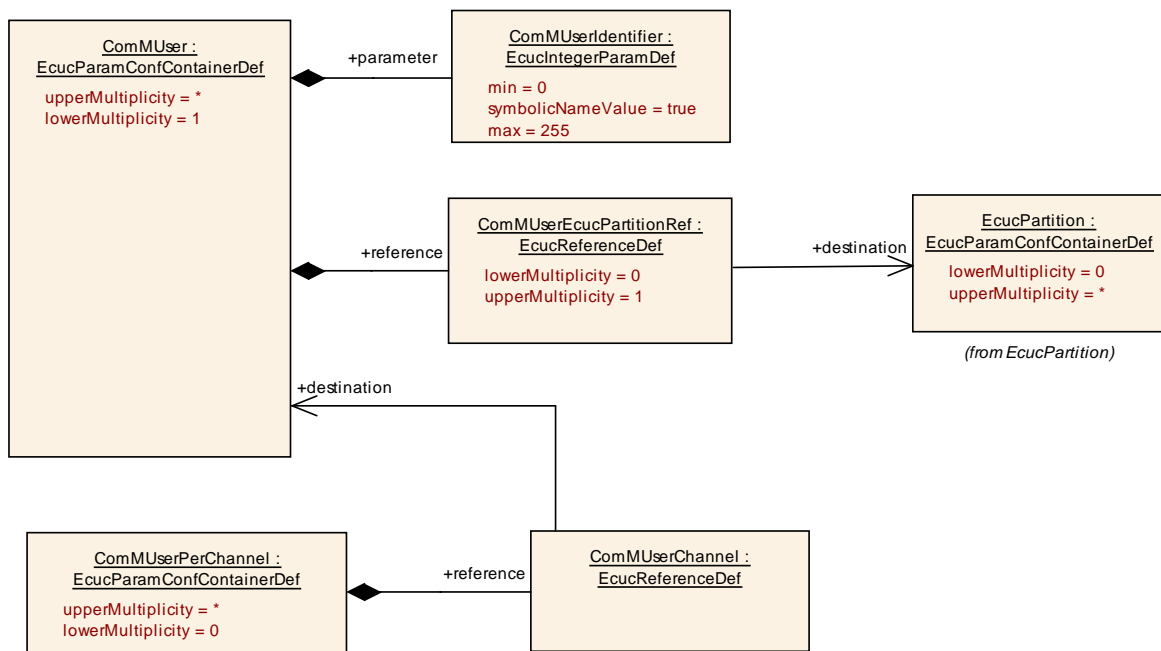 ComMUser :
EcucParamConfContainerDef
upperMultiplicity = *
lowerMultiplicity = 1
+parameter
ComMUserIdentifier :
EcucIntegerParamDef
min = 0
symbolicNameValue = true
max = 255
+reference
ComMUserEcucPartitionRef :
EcucReferenceDef
lowerMultiplicity = 0
upperMultiplicity = 1
+destination
EcucPartition :
EcucParamConfContainerDef
lowerMultiplicity = 0
upperMultiplicity = *
(from EcucPartition)
+destination
ComMUserPerChannel :
EcucParamConfContainerDef
upperMultiplicity = *
lowerMultiplicity = 0
+reference
ComMUserChannel :
EcucReferenceDef